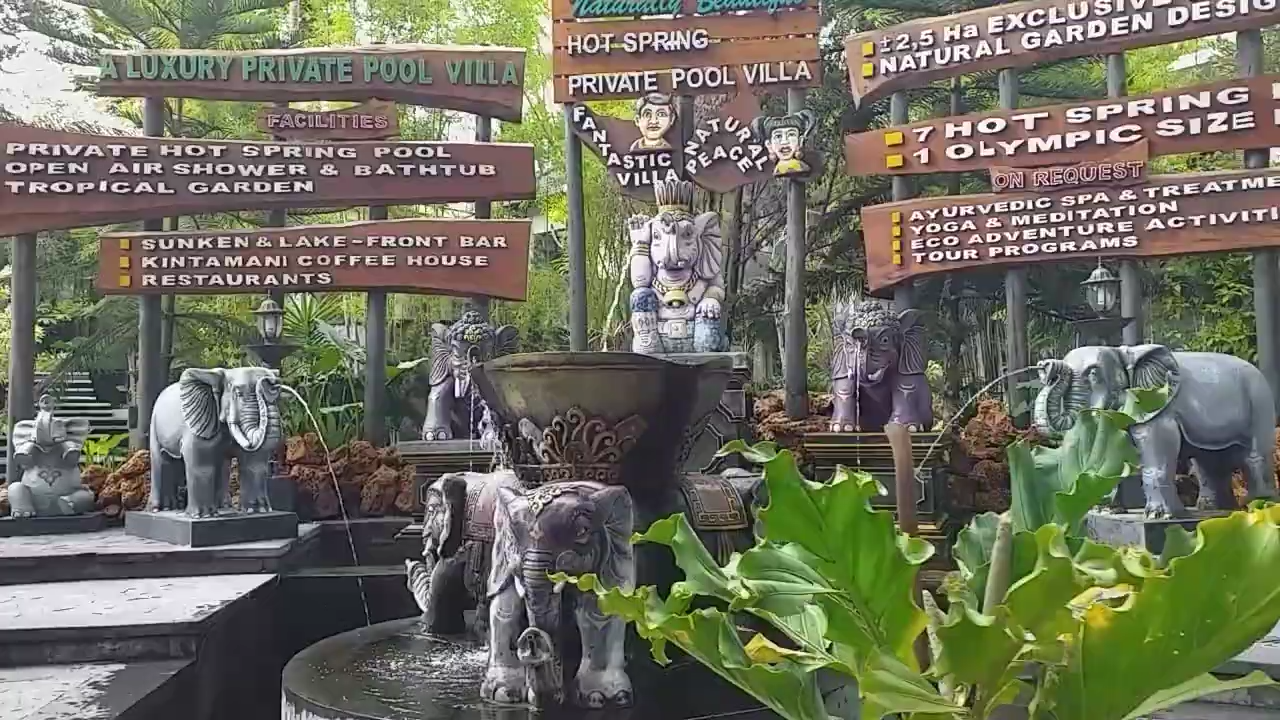 A LUXURY PRIVATE POOL VILLA
FACILITIES
PRIVATE HOT SPRING POOL
OPEN AIR SHOWER & BATHTUB
TROPICAL GARDEN
SUNKEN & LAKE-FRONT BAR
KINTAMANI COFFEE HOUSE
RESTAURANTS
Naturally Beautiful
HOT SPRING
PRIVATE POOL VILLA
FANTASTIC
VILLA
NATURAL
PEACE
±2,5 Ha EXCLUSIVE
NATURAL GARDEN DESIG
7 HOT SPRING
1 OLYMPIC SIZE
ON REQUEST
AYURVEDIC SPA & TREATME
YOGA & MEDITATION
ECO ADVENTURE ACTIVITI
TOUR PROGRAMS